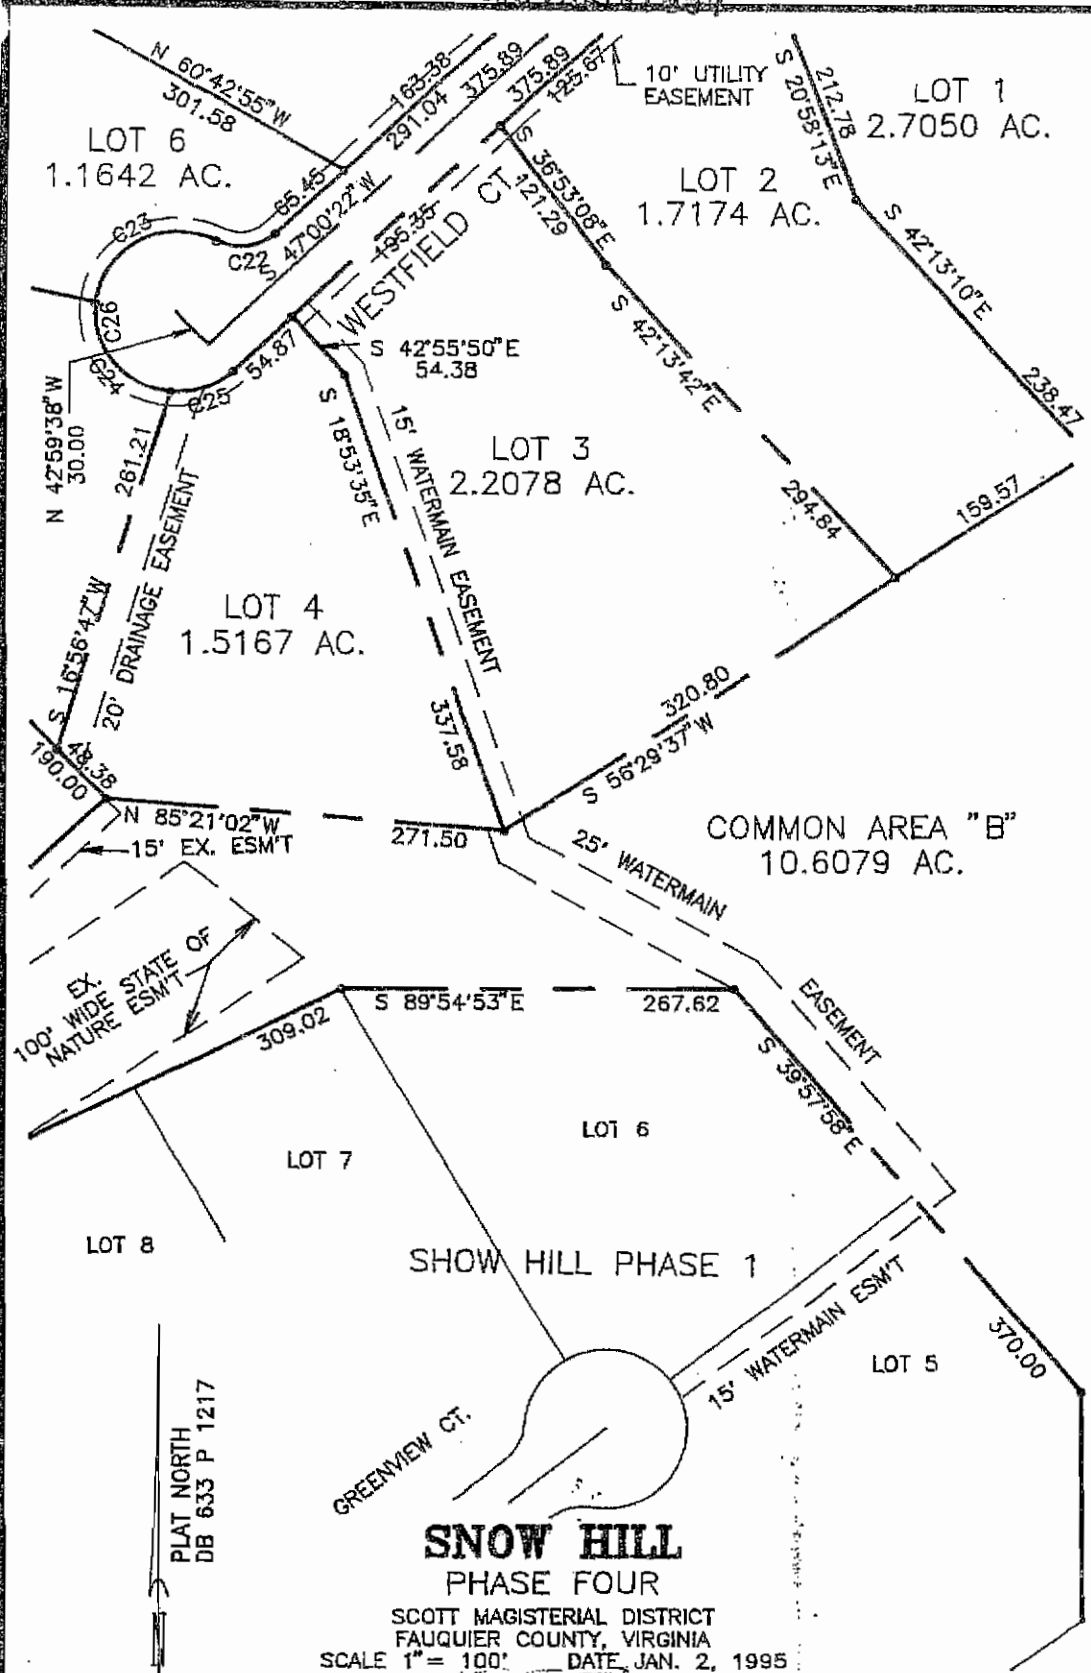 N 60°42'55"W
301.58
163.38
291.04
375.89
375.89
125.67
10' UTILITY
EASEMENT
212.78
S 20°58'13"E
LOT 1
2.7050 AC.
LOT 6
1.1642 AC.
65.45
S 47°00'22"W
S 36°53'08"E
121.29
LOT 2
1.7174 AC.
C23
C22
195.35
WESTFIELD CT
S 42°13'10"E
238.47
C26
C24
C25
54.87
S 42°55'50"E
54.38
S 42°13'42"E
294.84
N 42°59'38"W
30.00
261.21
S 18°53'35"E
15' WATERMAIN EASEMENT
LOT 3
2.2078 AC.
159.57
S 16°56'47"W
20' DRAINAGE EASEMENT
LOT 4
1.5167 AC.
337.58
320.80
S 56°29'37"W
48.38
190.00
N 85°21'02"W
271.50
15' EX. ESM'T
COMMON AREA "B"
10.6079 AC.
25' WATERMAIN
EASEMENT
EX.
100' WIDE STATE OF
NATURE ESM'T
309.02
S 89°54'53"E
267.62
S 39°57'58"E
LOT 7
LOT 6
LOT 8
SHOW HILL PHASE 1
15' WATERMAIN ESM'T
LOT 5
370.00
GREENVIEW CT.
PLAT NORTH
DB 633 P 1217
N
SNOW HILL
PHASE FOUR
SCOTT MAGISTERIAL DISTRICT
FAUQUIER COUNTY, VIRGINIA
SCALE 1"= 100' DATE JAN. 2, 1995